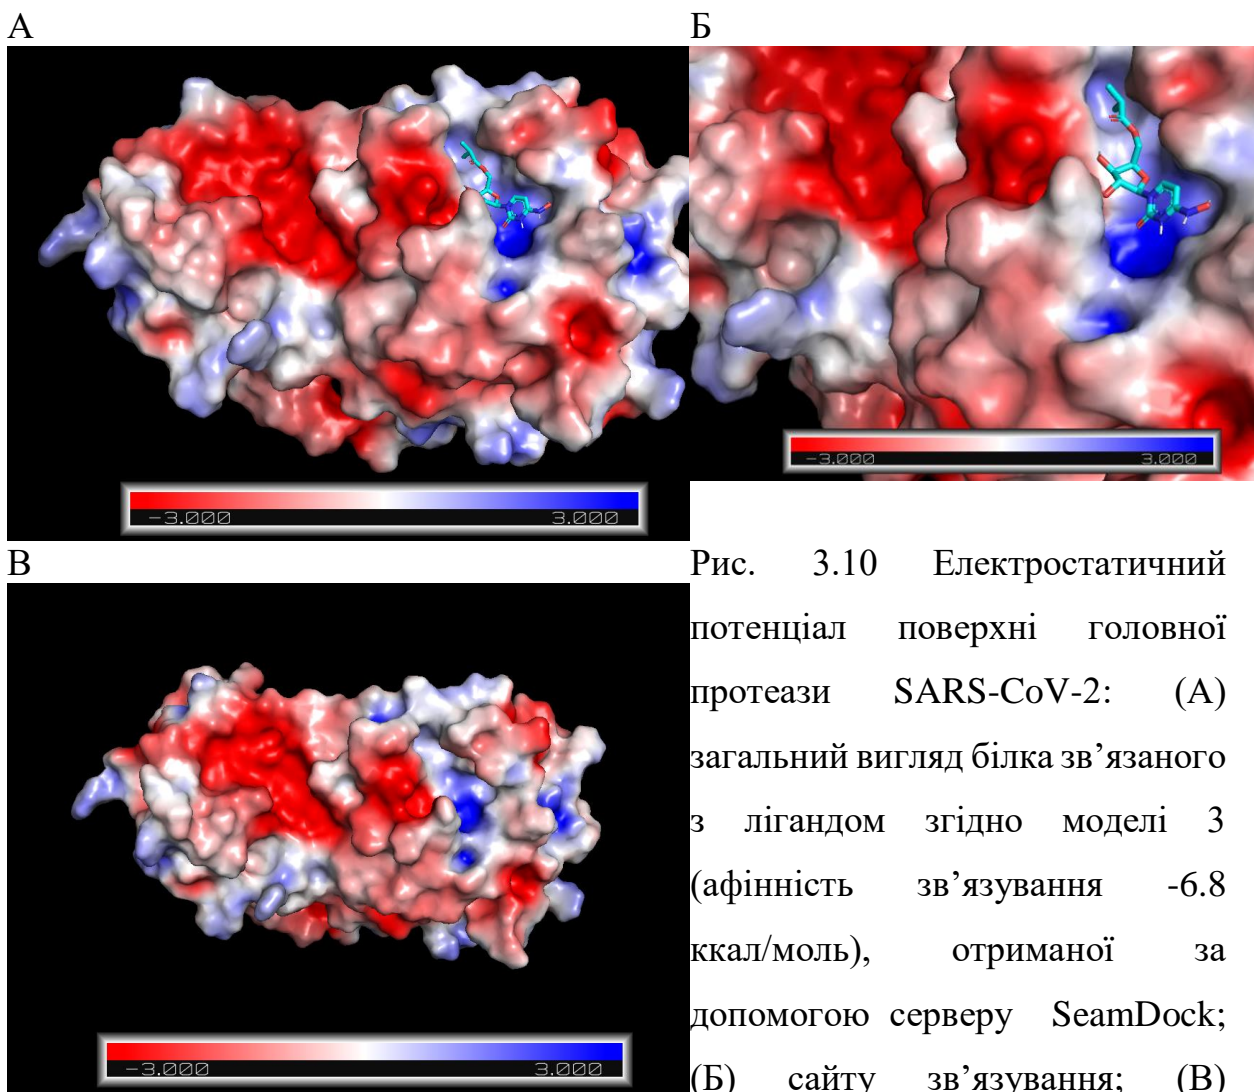 А
Б
-3.000 3.000
-3.000 3.000
В
Рис. 3.10 Електростатичний
потенціал поверхні головної
протеази SARS-CoV-2: (А)
загальний вигляд білка зв’язаного
з лігандом згідно моделі 3
(афінність зв’язування -6.8
ккал/моль), отриманої за
допомогою серверу SeamDock;
(Б) сайту зв’язування; (В)
-3.000 3.000